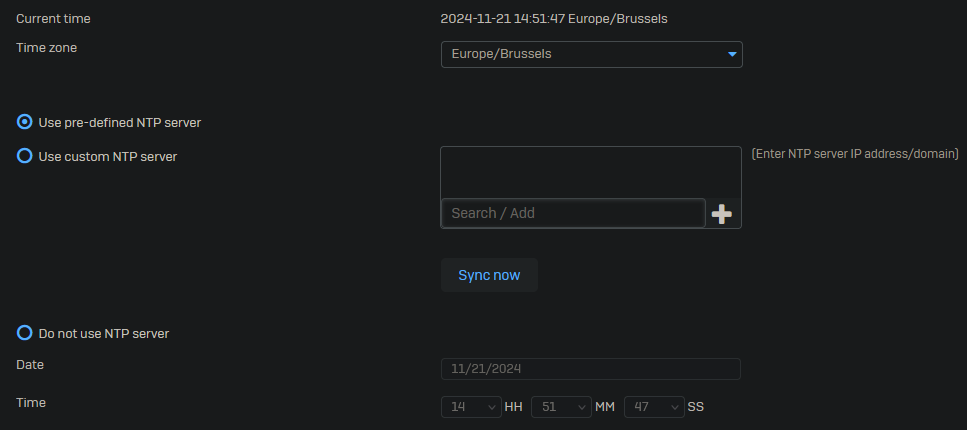 Current time 2024-11-21 14:51:47 Europe/Brussels
Time zone Europe/Brussels
Use pre-defined NTP server
Use custom NTP server (Enter NTP server IP address/domain)
Search / Add
Sync now
Do not use NTP server
Date 11/21/2024
Time 14 HH 51 MM 47 SS